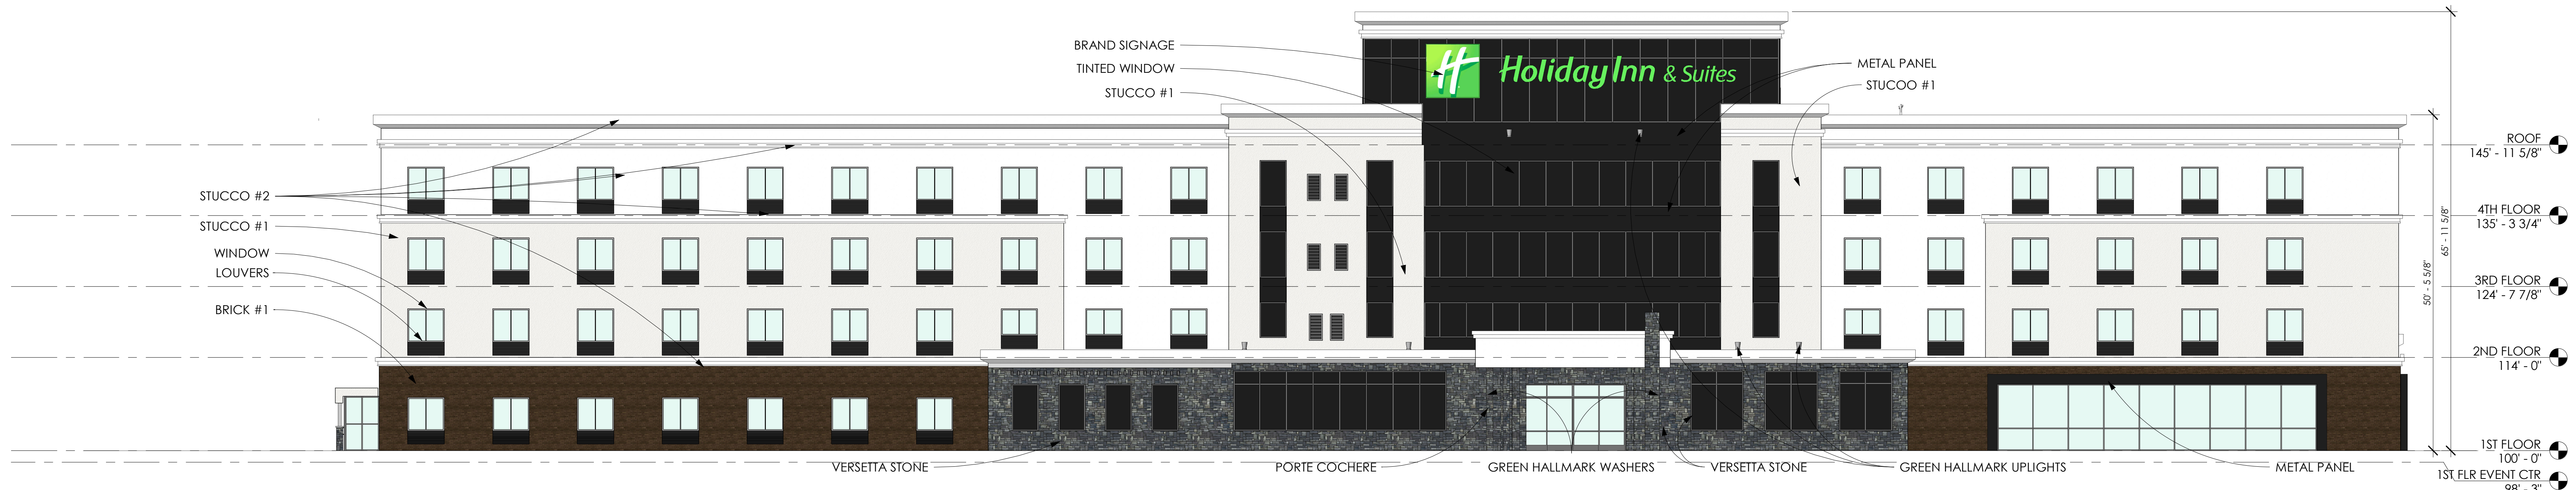 BRAND SIGNAGE
TINTED WINDOW
STUCCO #1
H Holiday Inn & Suites
METAL PANEL
STUCOO #1
STUCCO #2
STUCCO #1
WINDOW
LOUVERS
BRICK #1
ROOF
145' - 11 5/8"
4TH FLOOR
135' - 3 3/4"
65' - 11 5/8"
50' - 5 5/8"
3RD FLOOR
124' - 7 7/8"
2ND FLOOR
114' - 0"
1ST FLOOR
100' - 0"
VERSETTA STONE
PORTE COCHERE
GREEN HALLMARK WASHERS
VERSETTA STONE
GREEN HALLMARK UPLIGHTS
METAL PANEL
1ST FLR EVENT CTR
98' - 3"